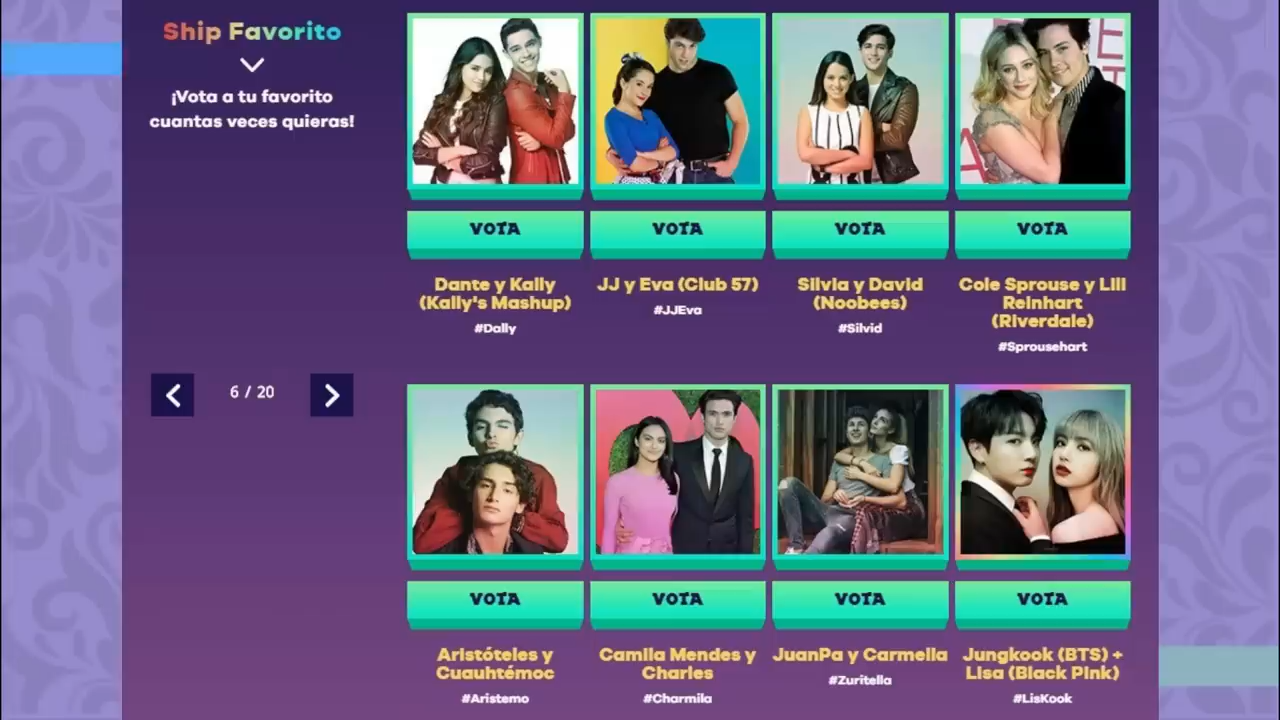 Ship Favorito
¡Vota a tu favorito
cuantas veces quieras!
VOTA
VOTA
VOTA
VOTA
Dante y Kally
(Kally's Mashup)
#Dally
JJ y Eva (Club 57)
#JJEva
Silvia y David
(Noobees)
#Silvid
Cole Sprouse y Lili
Reinhart
(Riverdale)
#Sprousehart
6 / 20
VOTA
VOTA
VOTA
VOTA
Aristóteles y
Cuauhtémoc
#Aristemo
Camila Mendes y
Charles
#Charmila
JuanPa y Carmella
#Zuritella
Jungkook (BTS) +
Lisa (Black Pink)
#LisKook